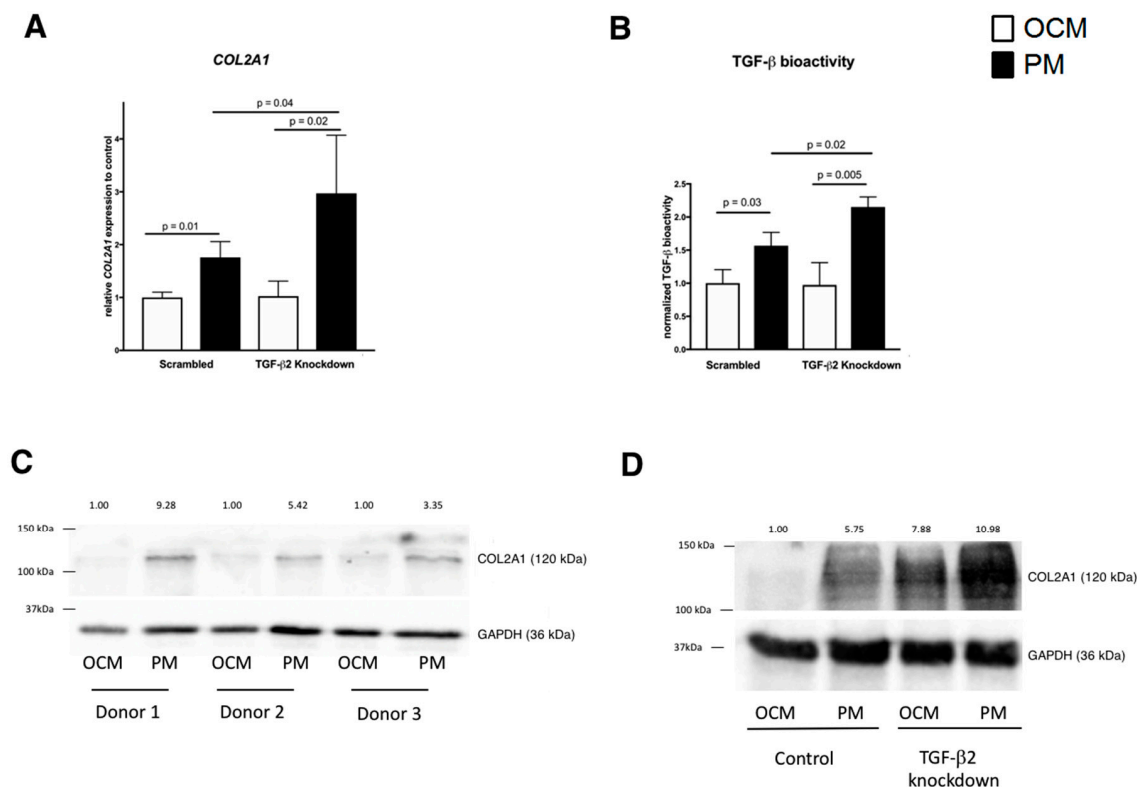 A
B
OCM
PM
COL2A1
TGF-β bioactivity
relative COL2A1 expression to control
4
3
2
1
0
p = 0.04
p = 0.02
p = 0.01
Scrambled
TGF-β2 Knockdown
normalized TGF-β bioactivity
2.5
2.0
1.5
1.0
0.5
0.0
p = 0.02
p = 0.005
p = 0.03
Scrambled
TGF-β2 Knockdown
C
1.00 9.28 1.00 5.42 1.00 3.35
150 kDa
100 kDa
37kDa
COL2A1 (120 kDa)
GAPDH (36 kDa)
OCM PM OCM PM OCM PM
Donor 1 Donor 2 Donor 3
D
1.00 5.75 7.88 10.98
150 kDa
100 kDa
37kDa
COL2A1 (120 kDa)
GAPDH (36 kDa)
OCM PM OCM PM
Control
TGF-β2
knockdown